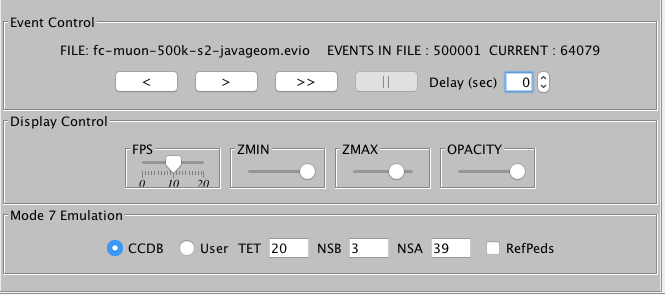 Event Control
FILE: fc-muon-500k-s2-javageom.evio EVENTS IN FILE : 500001 CURRENT : 64079
< > >> || Delay (sec) 0
Display Control
FPS ZMIN ZMAX OPACITY
0 10 20
Mode 7 Emulation
CCDB User TET 20 NSB 3 NSA 39 RefPeds